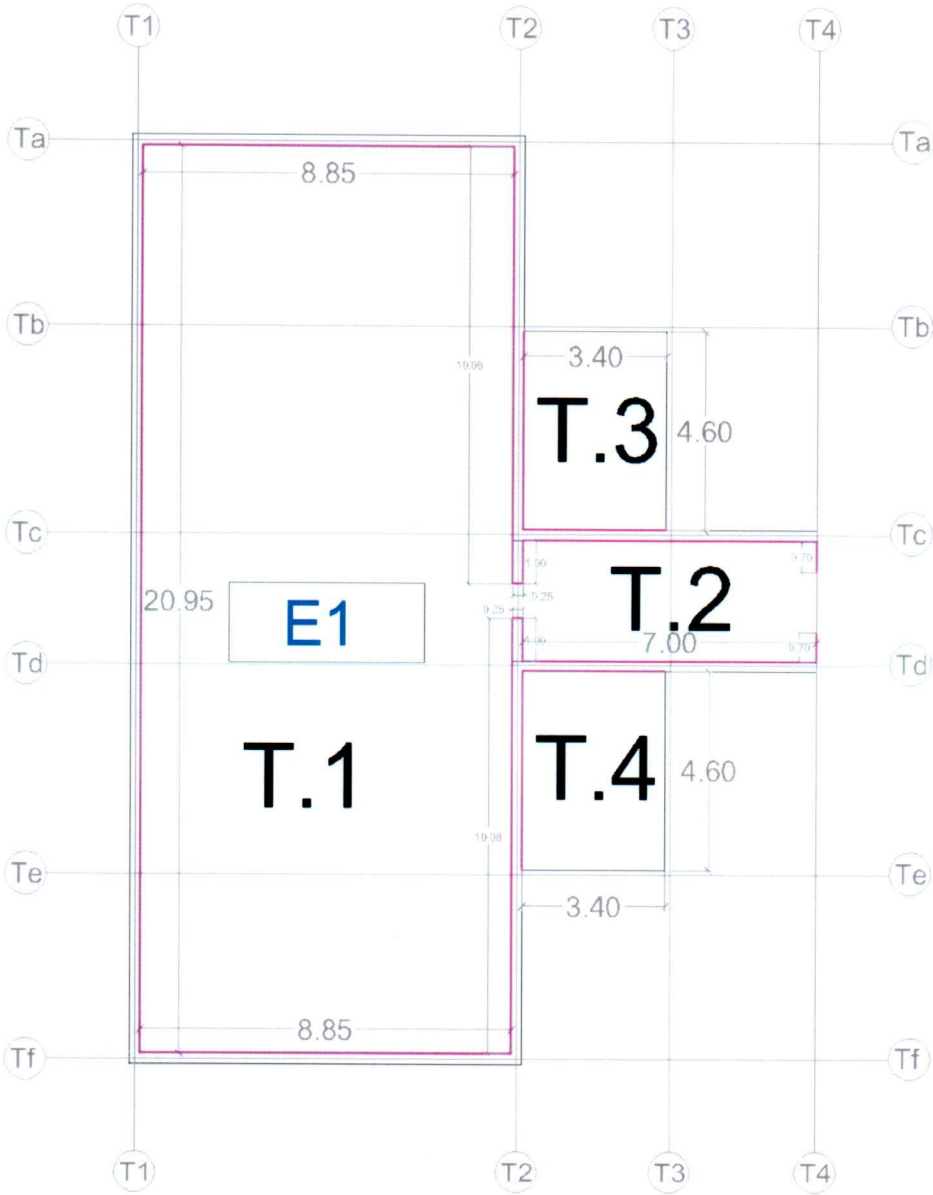 T1 T2 T3 T4
Ta Ta
8.85
Tb Tb
3.40
10.08
T.3 4.60
Tc Tc
0.70
1.00
T.2
20.95 E1 0.25
0.25
1.00 7.00 0.70
Td Td
T.1 T.4 4.60
10.08
Te Te
3.40
8.85
Tf Tf
T1 T2 T3 T4